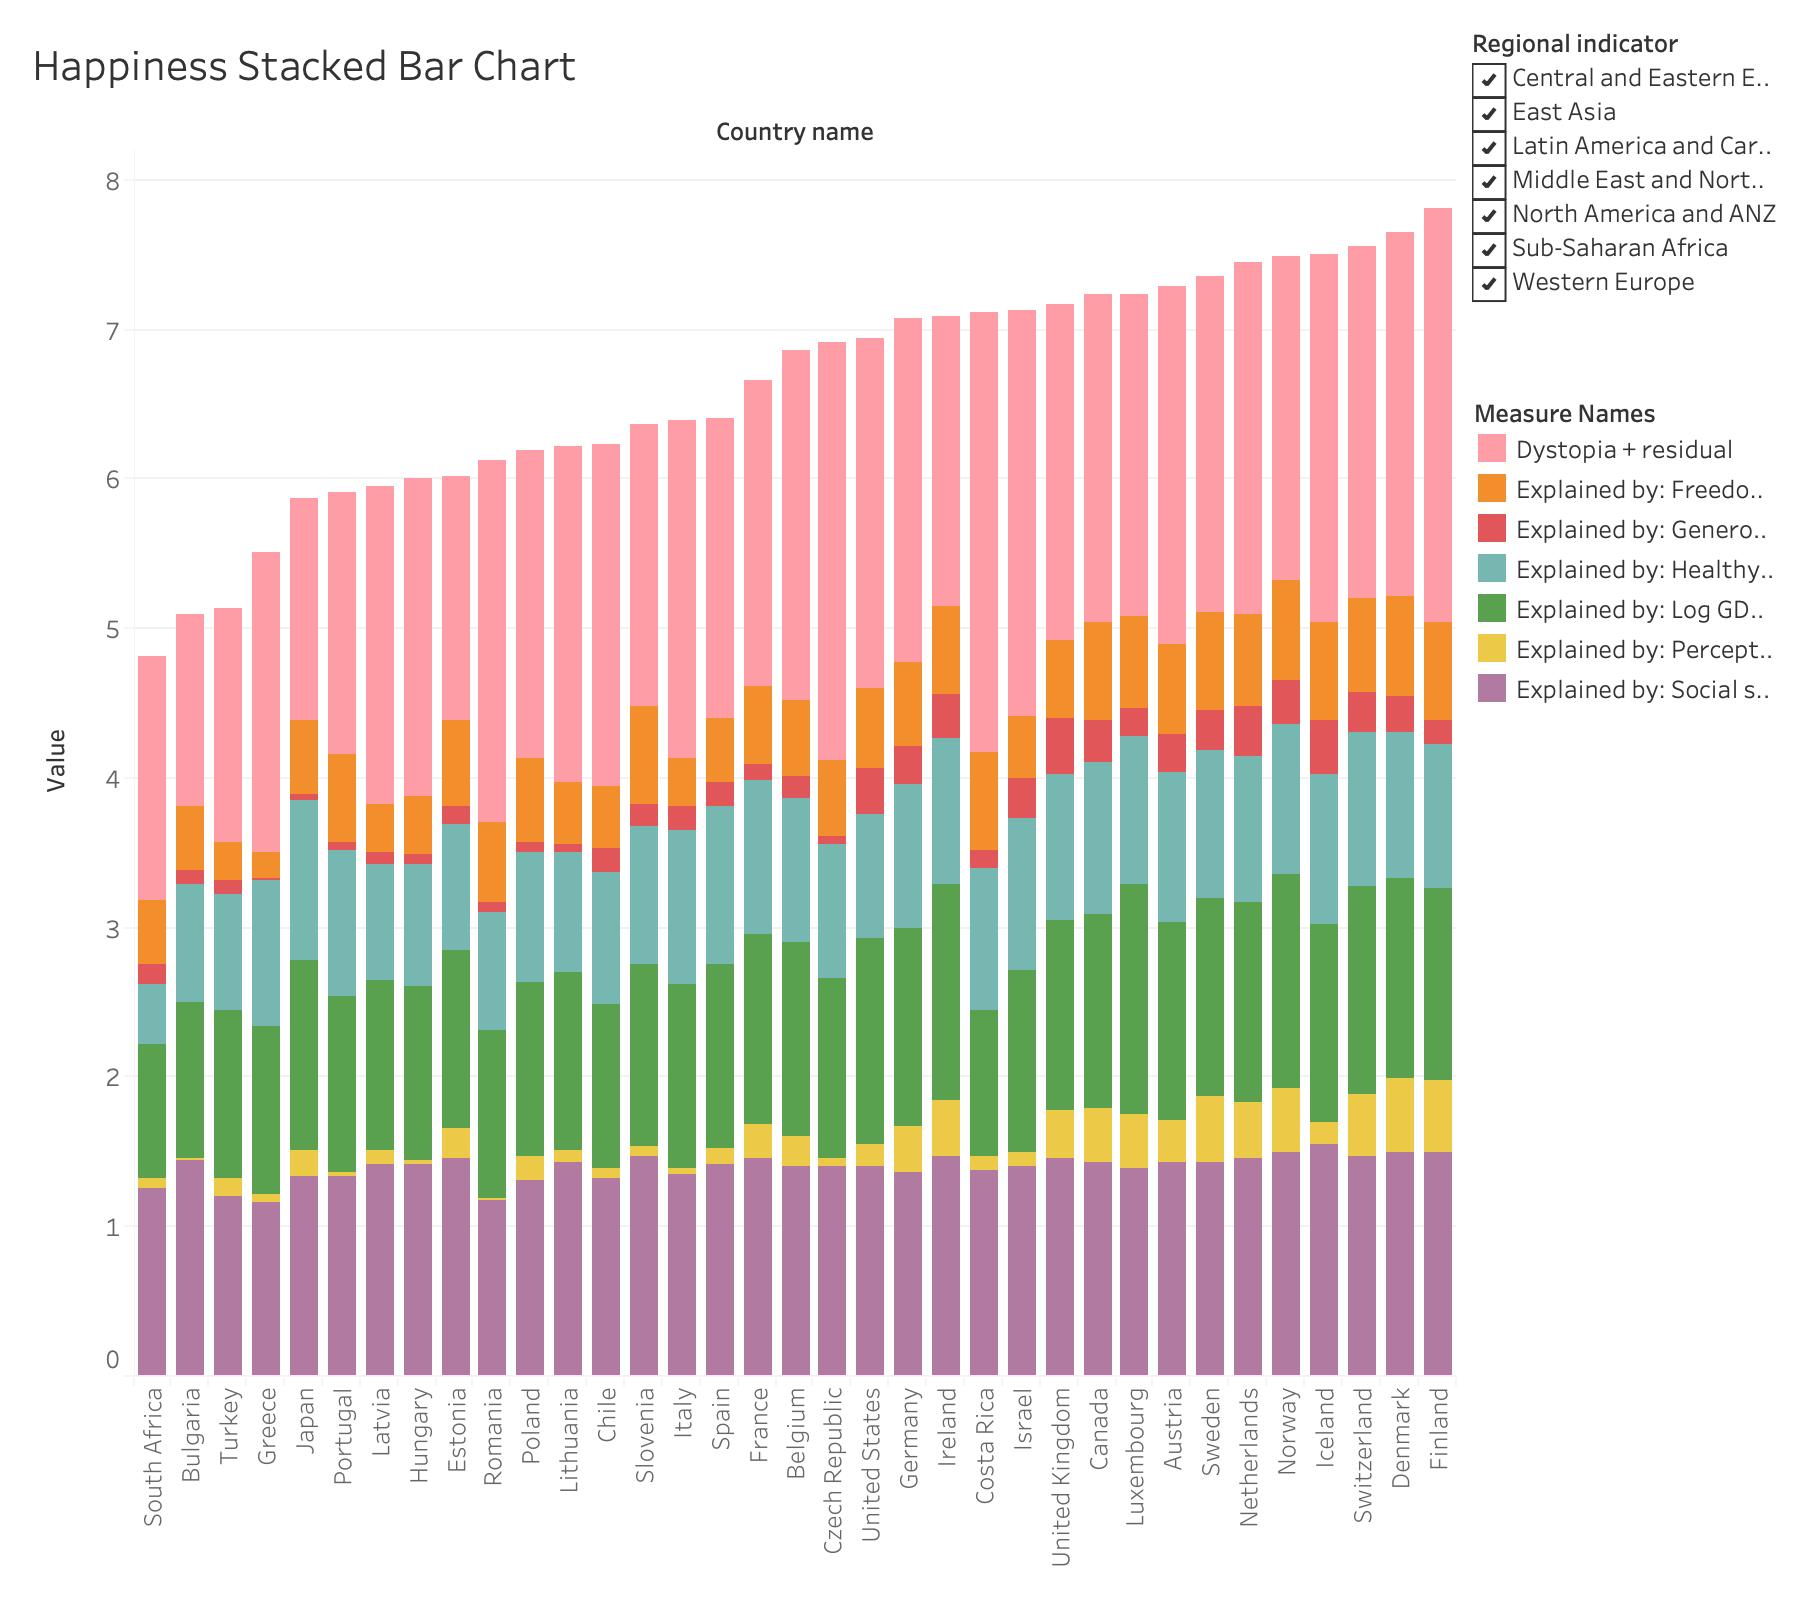 Happiness Stacked Bar Chart
Country name
Value
8
7
6
5
4
3
2
1
0
South Africa
Bulgaria
Turkey
Greece
Japan
Portugal
Latvia
Hungary
Estonia
Romania
Poland
Lithuania
Chile
Slovenia
Italy
Spain
France
Belgium
Czech Republic
United States
Germany
Ireland
Costa Rica
Israel
United Kingdom
Canada
Luxembourg
Austria
Sweden
Netherlands
Norway
Iceland
Switzerland
Denmark
Finland
Regional indicator
Central and Eastern E..
East Asia
Latin America and Car..
Middle East and Nort..
North America and ANZ
Sub-Saharan Africa
Western Europe
Measure Names
Dystopia + residual
Explained by: Freedo..
Explained by: Genero..
Explained by: Healthy..
Explained by: Log GD..
Explained by: Percept..
Explained by: Social s..